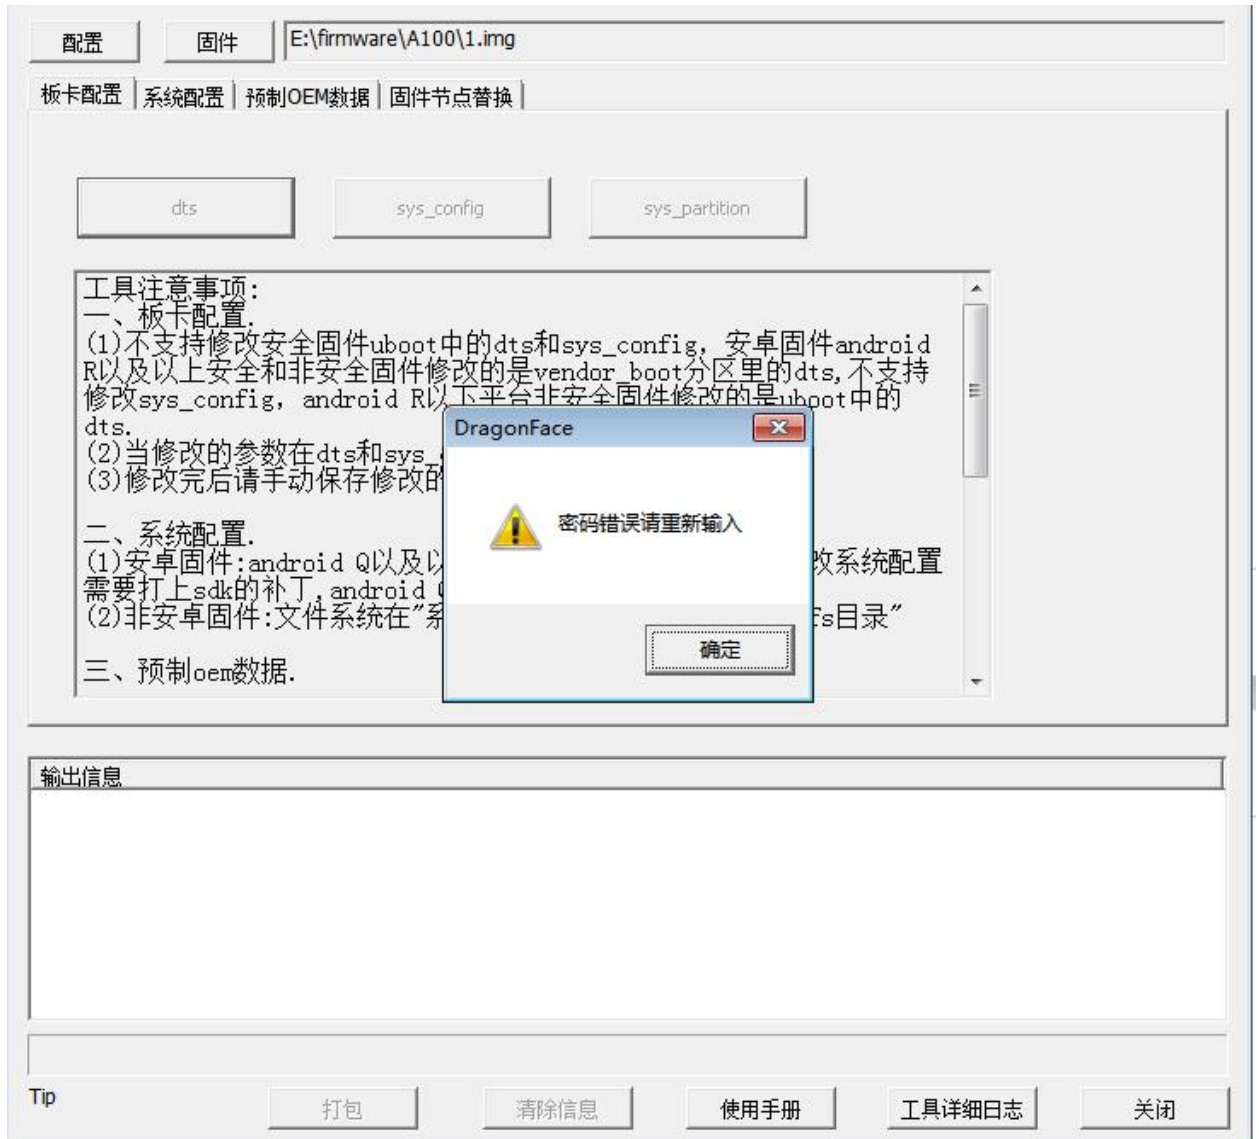 配置
固件
E:\firmware\A100\1.img
板卡配置
系统配置
预制OEM数据
固件节点替换
dts
sys_config
sys_partition
工具注意事项:
一、板卡配置.
(1)不支持修改安全固件uboot中的dts和sys_config, 安卓固件android
R以及以上安全和非安全固件修改的是vendor_boot分区里的dts,不支持
修改sys_config, android R以下平台非安全固件修改的是uboot中的
dts.
(2)当修改的参数在dts和sys_
(3)修改完后请手动保存修改的
二、系统配置.
(1)安卓固件:android Q以及以 改系统配置
需要打上sdk的补丁,android
(2)非安卓固件:文件系统在"系 fs目录"
三、预制oem数据.
DragonFace
密码错误请重新输入
确定
输出信息
Tip
打包
清除信息
使用手册
工具详细日志
关闭